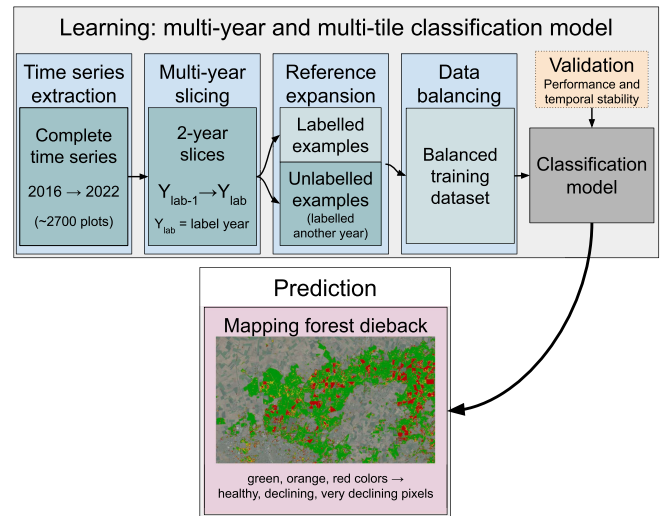 Learning: multi-year and multi-tile classification model
Time series
extraction
Complete
time series
2016 → 2022
(~2700 plots)
Multi-year
slicing
2-year
slices
Ylab-1→Ylab
Ylab = label year
Reference
expansion
Labelled
examples
Unlabelled
examples
(labelled
another year)
Data
balancing
Balanced
training
dataset
Validation
Performance and
temporal stability
Classification
model
Prediction
Mapping forest dieback
green, orange, red colors →
healthy, declining, very declining pixels